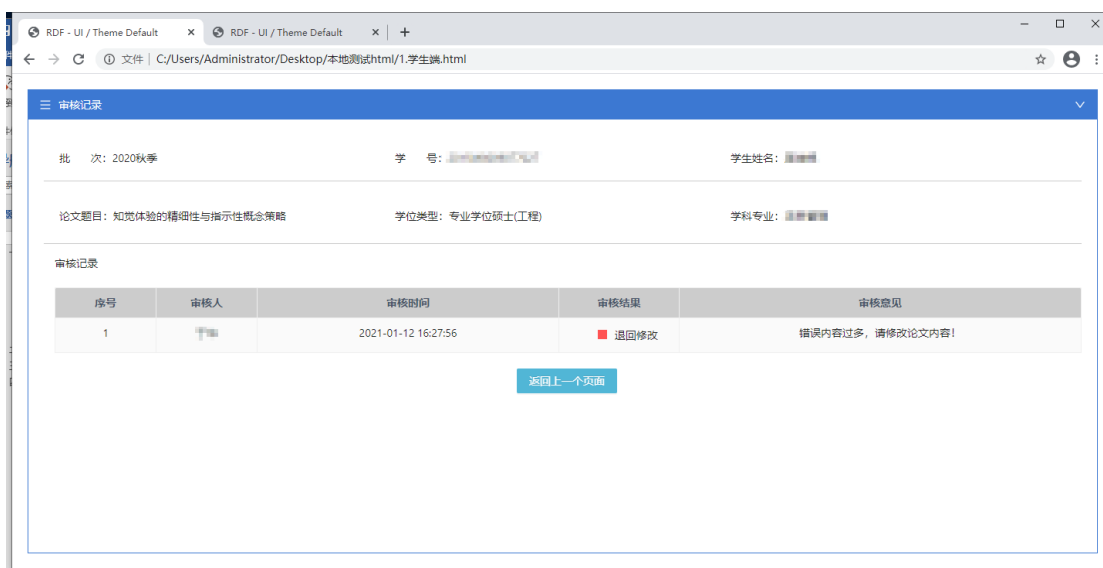 RDF - UI / Theme Default RDF - UI / Theme Default
文件 C:/Users/Administrator/Desktop/本地测试html/1.学生端.html
审核记录
批 次：2020秋季 学 号： 学生姓名：
论文题目：知觉体验的精细性与指示性概念策略 学位类型：专业学位硕士(工程) 学科专业：
审核记录
序号 审核人 审核时间 审核结果 审核意见
1 2021-01-12 16:27:56 退回修改 错误内容过多，请修改论文内容！
返回上一个页面